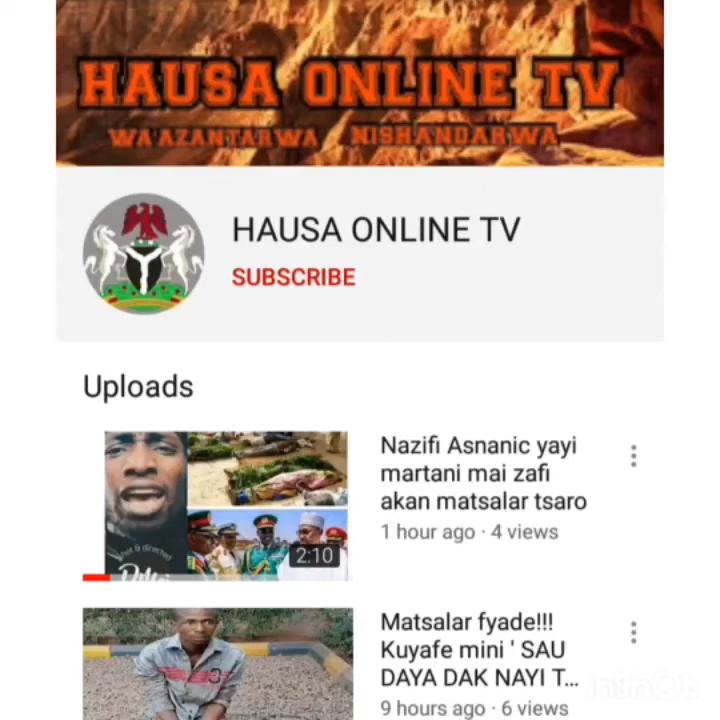 HAUSA ONLINE TV
WA'AZANTARWA NISHANDARWA
HAUSA ONLINE TV
SUBSCRIBE
Uploads
Nazifi Asnanic yayi
martani mai zafi
akan matsalar tsaro
1 hour ago · 4 views
2:10
Matsalar fyade!!!
Kuyafe mini ' SAU
DAYA DAK NAYI T...
9 hours ago · 6 views